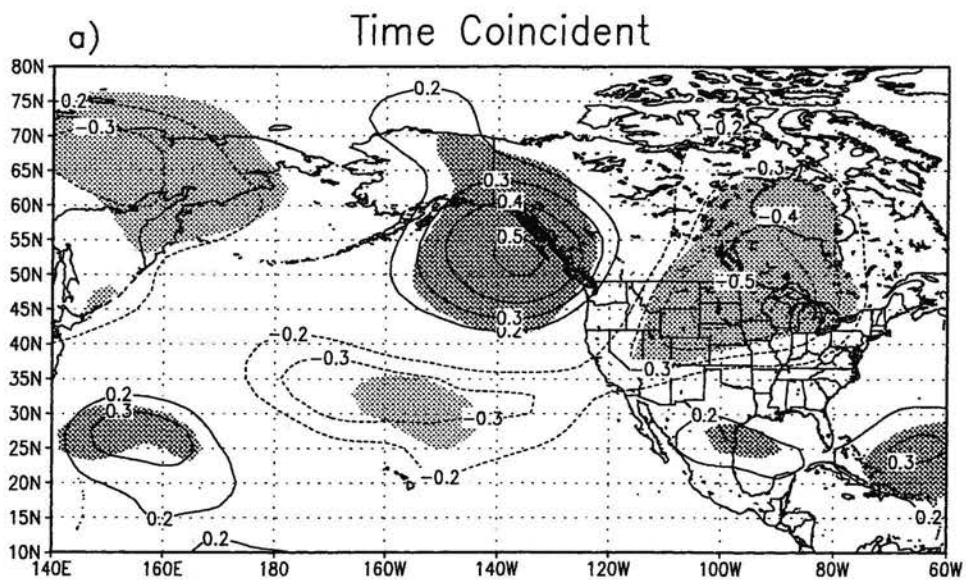 a) Time Coincident
80N
75N 0.2 0.2
70N -0.3 -0.2
65N 0.3 -0.3
60N 0.4 -0.4
55N 0.5
50N -0.5
45N 0.3
40N -0.2 0.2
35N -0.3 0.3
30N 0.2 0.3 -0.3 0.2
25N 0.3
20N -0.2
15N 0.2 0.2
10N
140E 160E 180 160W 140W 120W 100W 80W 60W